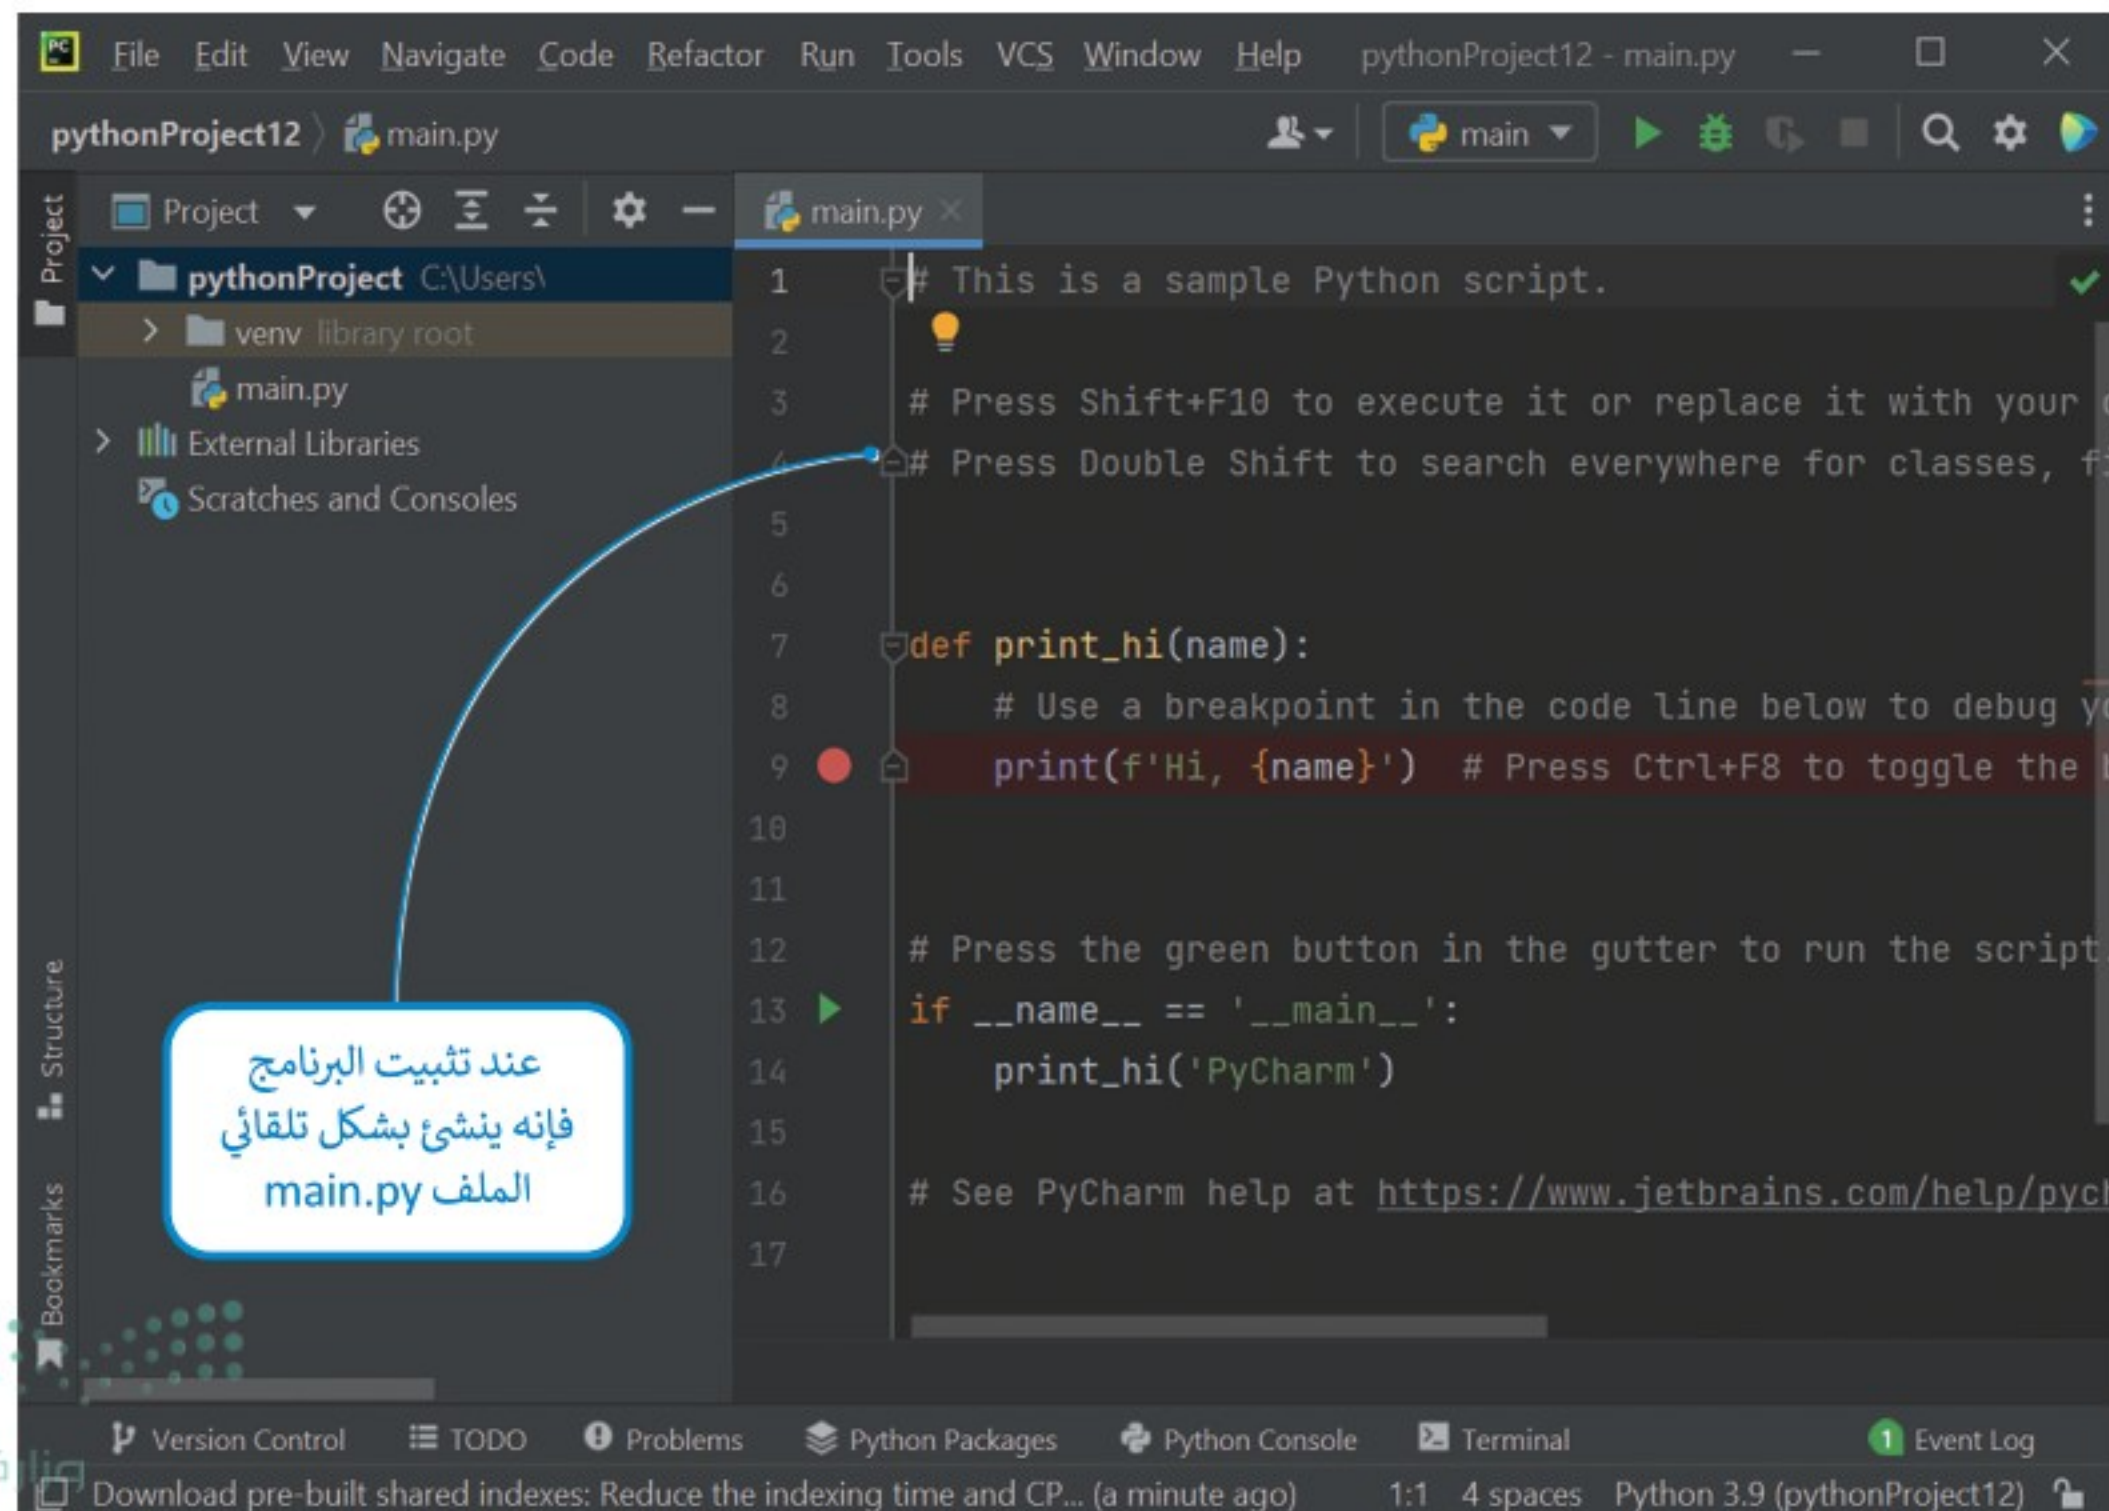 File Edit View Navigate Code Refactor Run Tools VCS Window Help pythonProject12 - main.py
pythonProject12 main.py main
Project
Project
main.py
pythonProject C:\Users\
venv library root
main.py
External Libraries
Scratches and Consoles
1 # This is a sample Python script.
2
3 # Press Shift+F10 to execute it or replace it with your
4 # Press Double Shift to search everywhere for classes,
5
6
7 def print_hi(name):
8 # Use a breakpoint in the code line below to debug
9 print(f'Hi, {name}') # Press Ctrl+F8 to toggle the
10
11
12 # Press the green button in the gutter to run the script.
13 if __name__ == '__main__':
14 print_hi('PyCharm')
15
16 # See PyCharm help at https://www.jetbrains.com/help/pych
17
عند تثبيت البرنامج
فإنه ينشئ بشكل تلقائي
الملف main.py
Structure
Bookmarks
Version Control TODO Problems Python Packages Python Console Terminal 1 Event Log
Download pre-built shared indexes: Reduce the indexing time and CP... (a minute ago) 1:1 4 spaces Python 3.9 (pythonProject12)